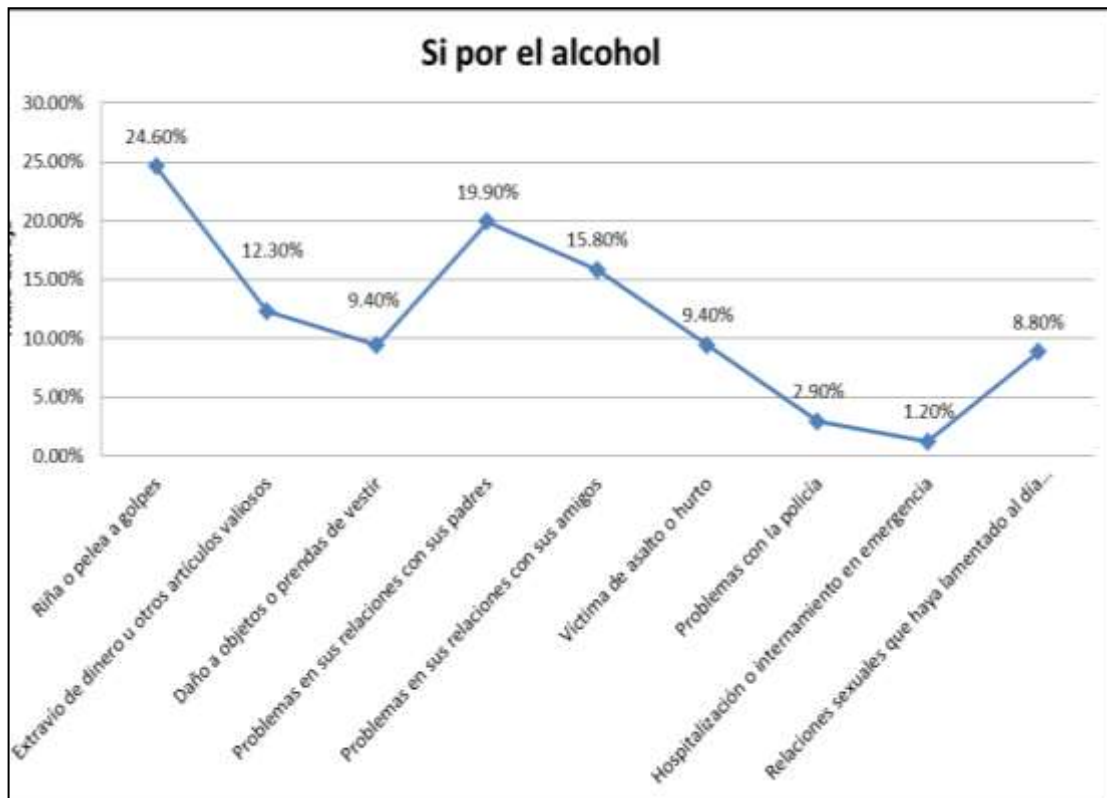 Si por el alcohol
30.00%
25.00%
20.00%
15.00%
10.00%
5.00%
0.00%
24.60%
12.30%
9.40%
19.90%
15.80%
9.40%
2.90%
1.20%
8.80%
Riña o pelea a golpes
Extravío de dinero u otros artículos valiosos
Daño a objetos o prendas de vestir
Problemas en sus relaciones con sus padres
Problemas en sus relaciones con sus amigos
Víctima de asalto o hurto
Problemas con la policía
Hospitalización o internamiento en emergencia
Relaciones sexuales que haya lamentado al día...